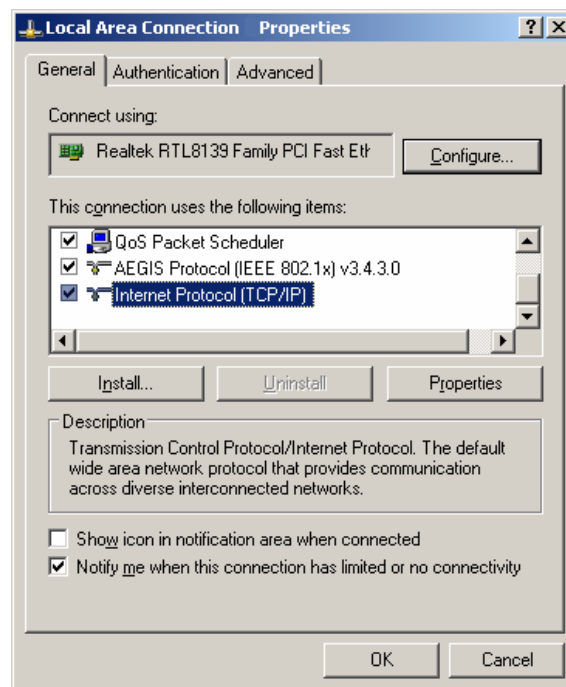 Local Area Connection Properties
General Authentication Advanced
Connect using:
Realtek RTL8139 Family PCI Fast Eth
Configure...
This connection uses the following items:
QoS Packet Scheduler
AEGIS Protocol (IEEE 802.1x) v3.4.3.0
Internet Protocol (TCP/IP)
Install... Uninstall Properties
Description
Transmission Control Protocol/Internet Protocol. The default
wide area network protocol that provides communication
across diverse interconnected networks.
Show icon in notification area when connected
Notify me when this connection has limited or no connectivity
OK Cancel